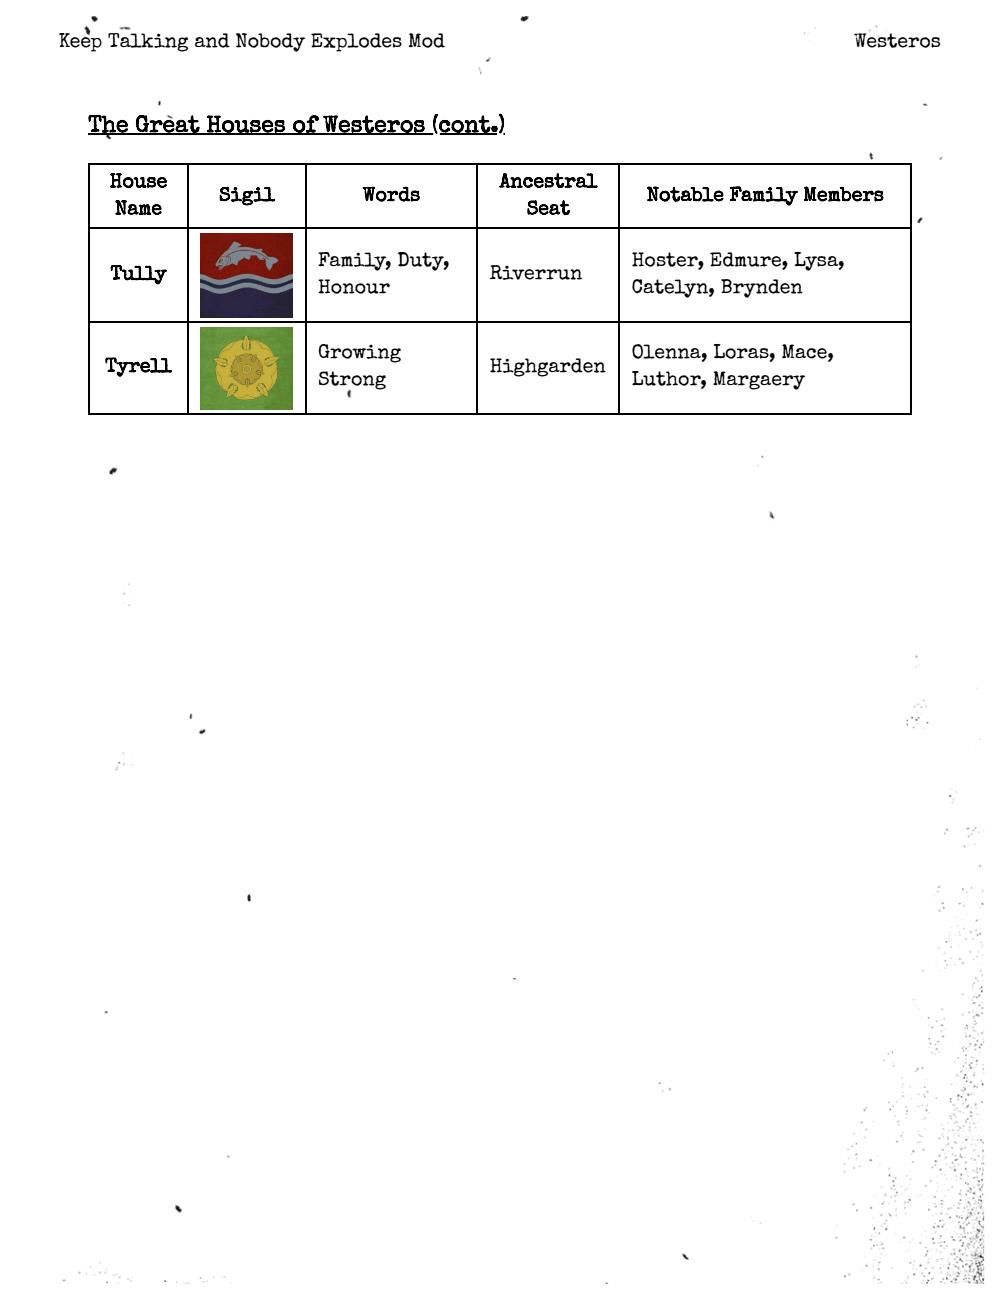 Keep Talking and Nobody Explodes Mod
Westeros
The Great Houses of Westeros (cont.)
House
Name
Sigil
Words
Ancestral
Seat
Notable Family Members
Tully
Family, Duty,
Honour
Riverrun
Hoster, Edmure, Lysa,
Catelyn, Brynden
Tyrell
Growing
Strong
Highgarden
Olenna, Loras, Mace,
Luthor, Margaery